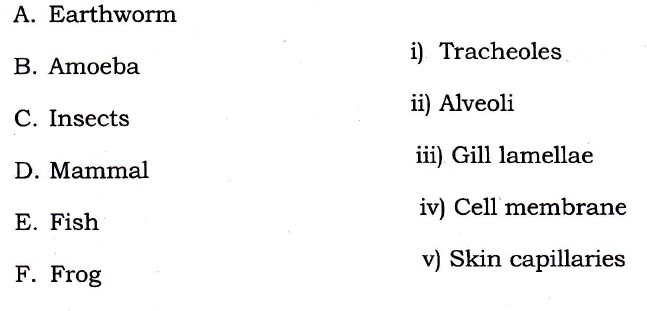 A. Earthworm
B. Amoeba
C. Insects
D. Mammal
E. Fish
F. Frog
i) Tracheoles
ii) Alveoli
iii) Gill lamellae
iv) Cell membrane
v) Skin capillaries